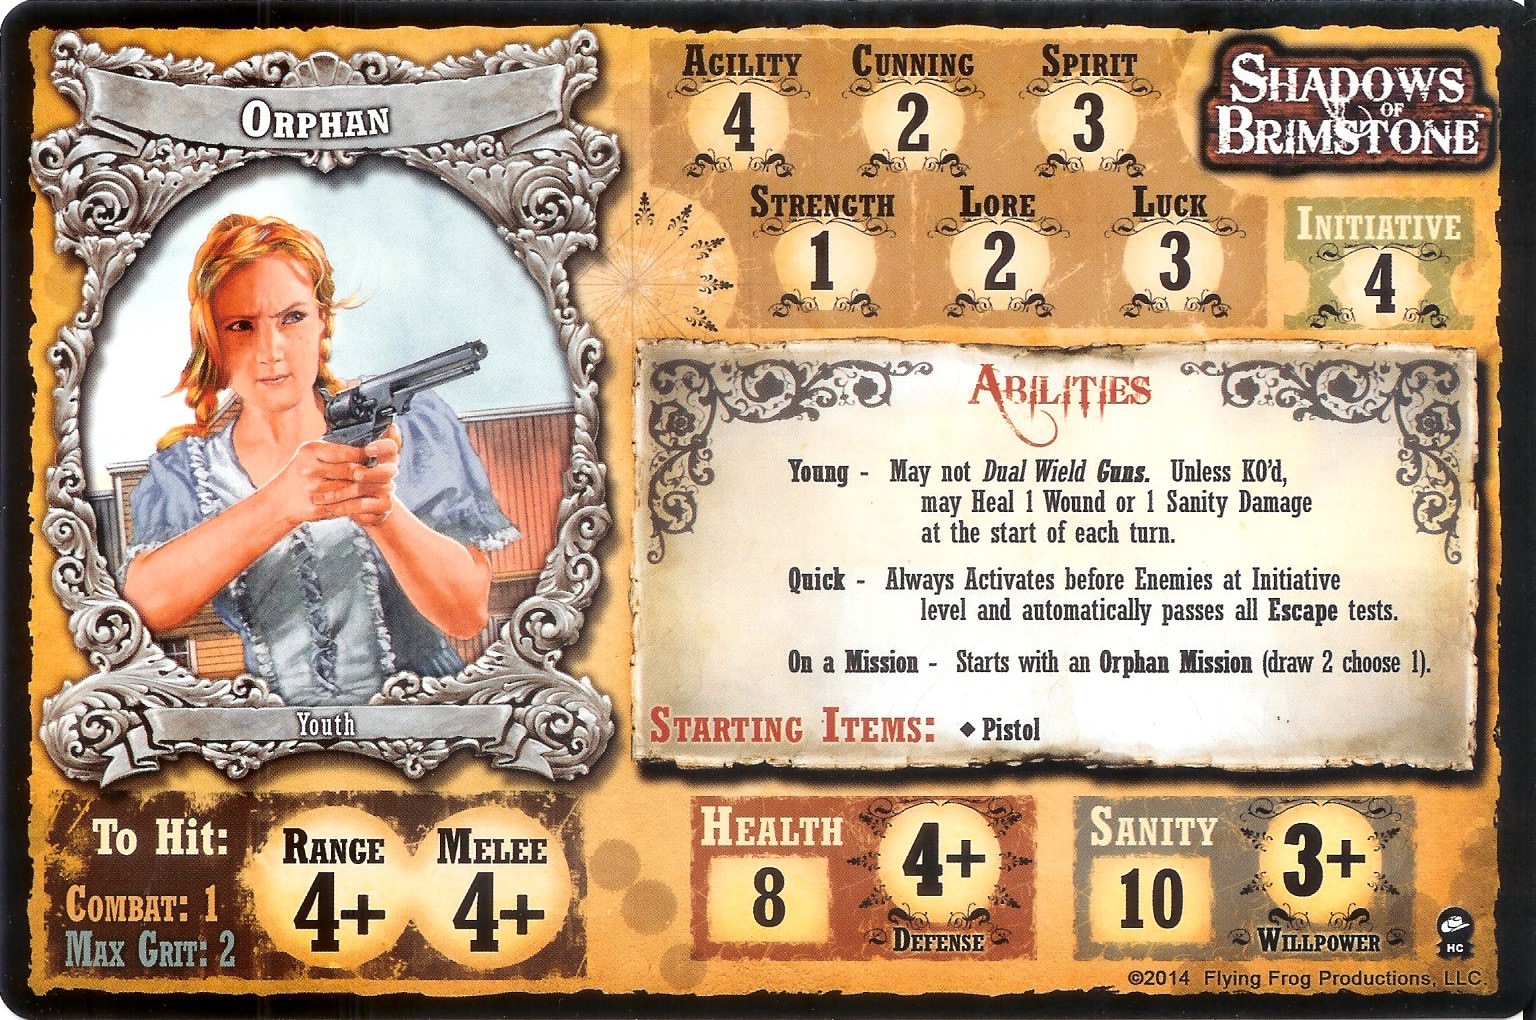 Orphan
Youth
Agility Cunning Spirit
4 2 3
Strength Lore Luck
1 2 3
Shadows
of
Brimstone™
Initiative
4
Abilities
Young - May not Dual Wield Guns. Unless KO'd,
may Heal 1 Wound or 1 Sanity Damage
at the start of each turn.
Quick - Always Activates before Enemies at Initiative
level and automatically passes all Escape tests.
On a Mission - Starts with an Orphan Mission (draw 2 choose 1).
Starting Items: ◆ Pistol
To Hit:
Combat: 1
Max Grit: 2
Range
4+
Melee
4+
Health
8
4+
Defense
Sanity
10
3+
Willpower
HC
©2014 Flying Frog Productions, LLC.